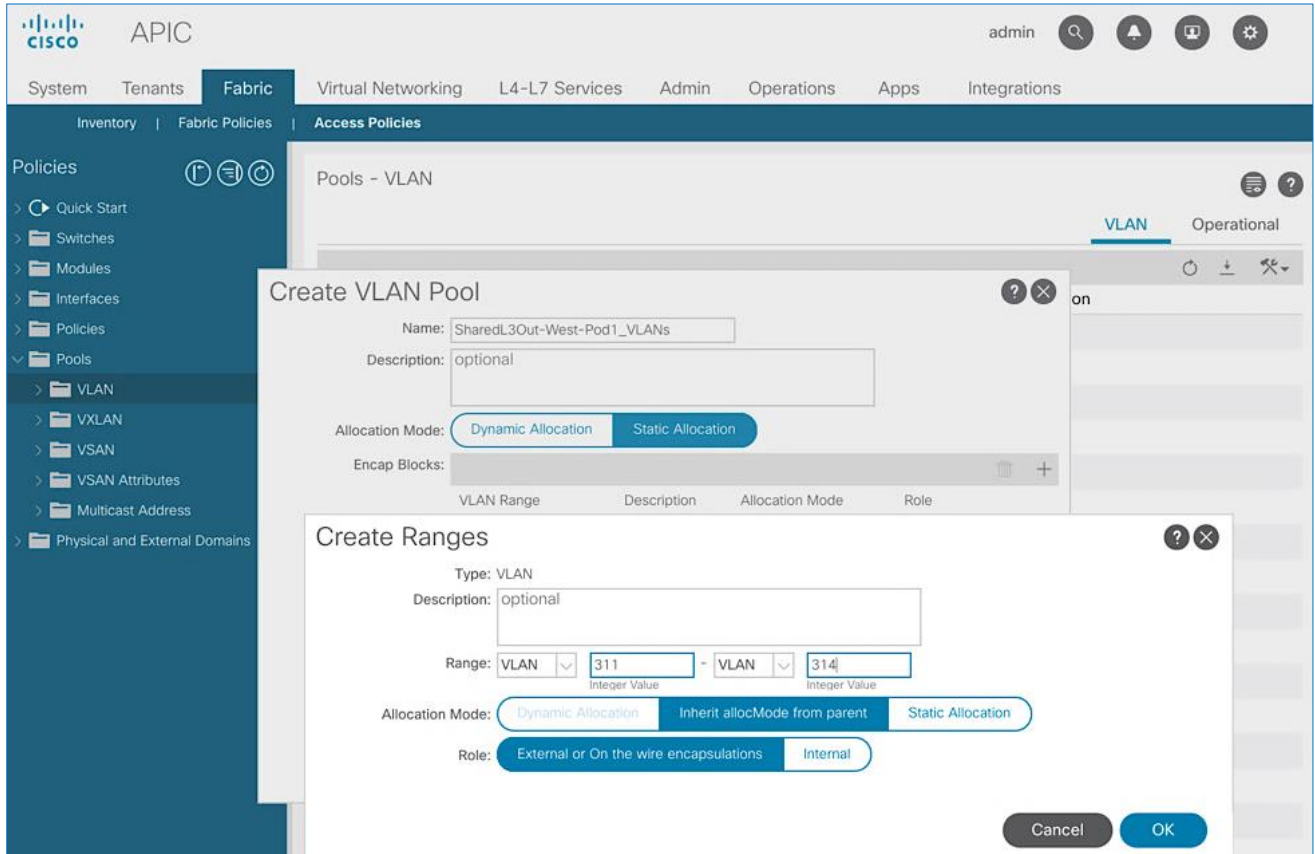 CISCO APIC admin
System Tenants Fabric Virtual Networking L4-L7 Services Admin Operations Apps Integrations
Inventory | Fabric Policies | Access Policies
Policies
Quick Start
Switches
Modules
Interfaces
Policies
Pools
VLAN
VXLAN
VSAN
VSAN Attributes
Multicast Address
Physical and External Domains
Pools - VLAN
VLAN Operational
on
Create VLAN Pool
Name: SharedL3Out-West-Pod1_VLANs
Description: optional
Allocation Mode: Dynamic Allocation Static Allocation
Encap Blocks:
VLAN Range Description Allocation Mode Role
Create Ranges
Type: VLAN
Description: optional
Range: VLAN 311 - VLAN 314
Integer Value Integer Value
Allocation Mode: Dynamic Allocation Inherit allocMode from parent Static Allocation
Role: External or On the wire encapsulations Internal
Cancel OK